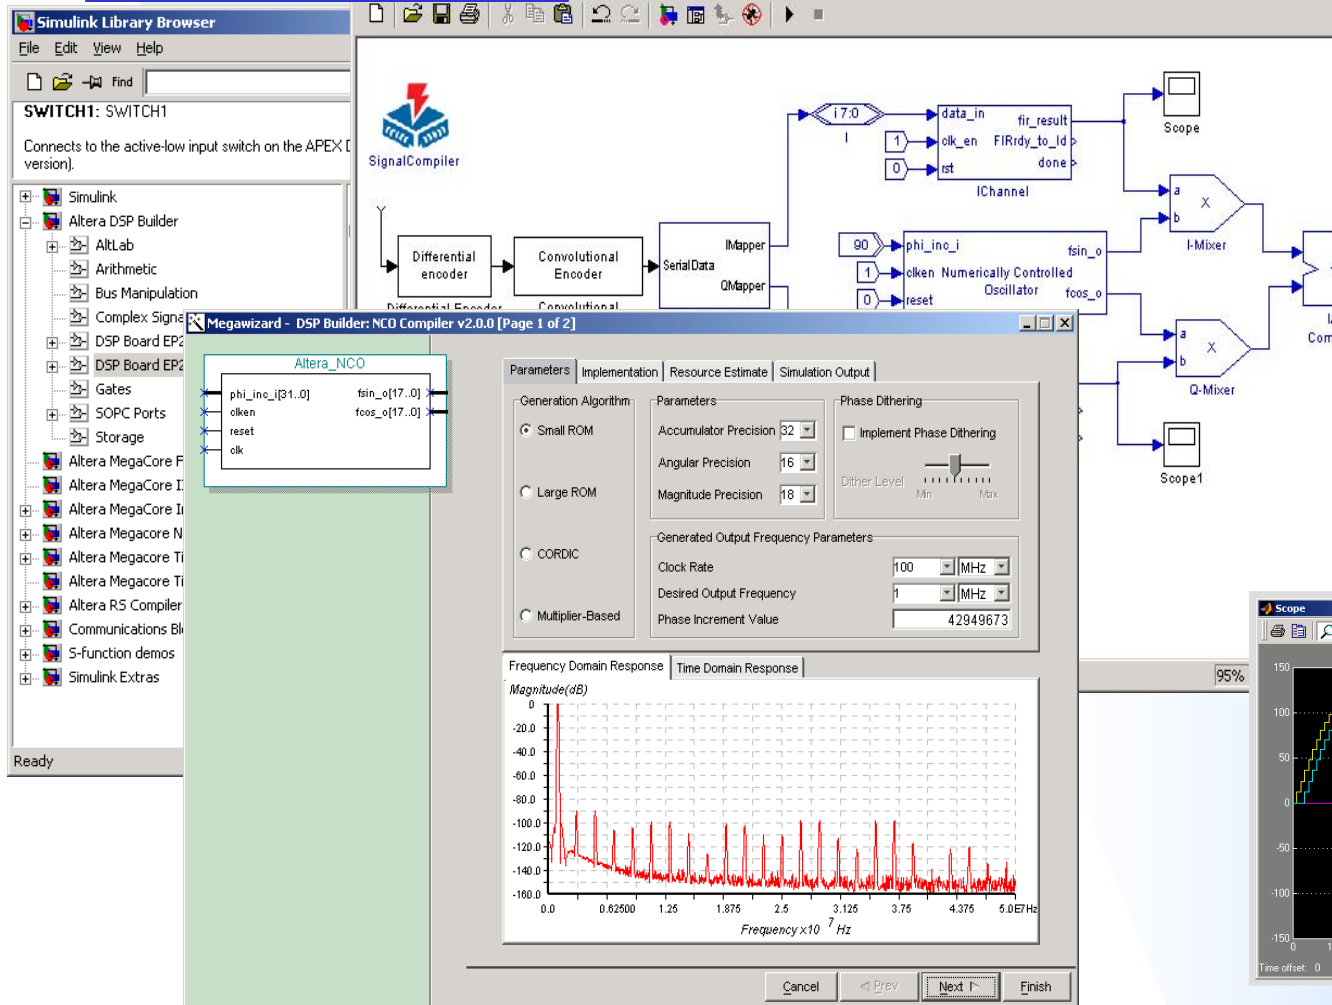 Simulink Library Browser
File Edit View Help
Find
SWITCH1: SWITCH1
Connects to the active-low input switch on the APEX
version).
Simulink
Altera DSP Builder
AltLab
Arithmetic
Bus Manipulation
Complex
DSP Board
DSP Board
Gates
SOPC Ports
Storage
Altera MegaCore
Altera MegaCore
Altera MegaCore
Altera Megacore
Altera Megacore
Altera Megacore
Altera RS Compiler
Communications
S-function demos
Simulink Extras
Ready
SignalCompiler
Differential
encoder
Differential Encoder
Convolutional
Encoder
Convolutional
SerialData
IMapper
QMapper
i 7:0
I
1
0
data_in
clk_en
rst
fir_result
FIRrdy_to_ld
done
IChannel
Scope
90
1
0
phi_inc_i
clken Numerically Controlled
Oscillator
reset
fsin_o
fcos_o
a
b
X
I-Mixer
a
b
X
Q-Mixer
Scope1
95%
Megawizard - DSP Builder: NCO Compiler v2.0.0 [Page 1 of 2]
Altera_NCO
phi_inc_i[31..0] fsin_o[17..0]
clken fcos_o[17..0]
reset
clk
Parameters Implementation Resource Estimate Simulation Output
Generation Algorithm
Small ROM
Large ROM
CORDIC
Multiplier-Based
Parameters
Accumulator Precision 32
Angular Precision 16
Magnitude Precision 18
Phase Dithering
Implement Phase Dithering
Dither Level
Min Max
Generated Output Frequency Parameters
Clock Rate 100 MHz
Desired Output Frequency 1 MHz
Phase Increment Value 42949673
Frequency Domain Response Time Domain Response
Magnitude(dB)
0
-20.0
-40.0
-60.0
-80.0
-100.0
-120.0
-140.0
-160.0
0.0 0.62500 1.25 1.875 2.5 3.125 3.75 4.375 5.0E7Hz
Frequency x10 7 Hz
Cancel Prev Next Finish
Scope
150
100
50
0
-50
-100
-150
0
Time offset: 0